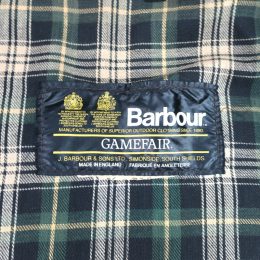 Barbour
MANUFACTURERS OF SUPERIOR OUTDOOR CLOTHING SINCE 1890
GAMEFAIR
J. BARBOUR & SONS LTD SIMONSIDE, SOUTH SHIELDS
MADE IN ENGLAND FABRIQUÉ EN ANGLETERRE